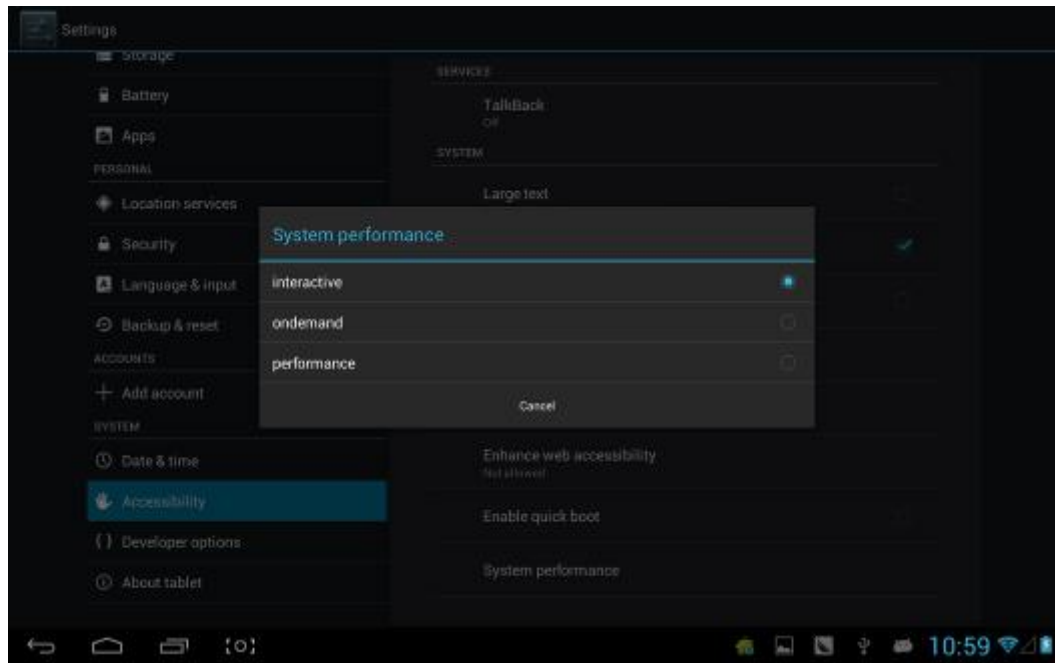 Settings
Storage
Battery
Apps
PERSONAL
Location services
Security
Language & input
Backup & reset
ACCOUNTS
Add account
SYSTEM
Date & time
Accessibility
Developer options
About tablet
SERVICES
TalkBack
Off
SYSTEM
Large text
System performance
interactive
ondemand
performance
Cancel
Enhance web accessibility
Not allowed
Enable quick boot
System performance
10:59